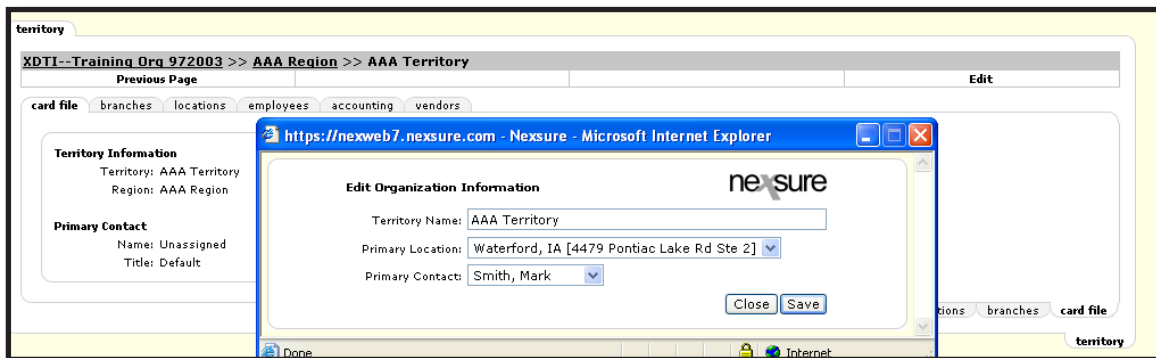 territory
XDTI--Training Org 972003 >> AAA Region >> AAA Territory
Previous Page Edit
card file branches locations employees accounting vendors
Territory Information
Territory: AAA Territory
Region: AAA Region
Primary Contact
Name: Unassigned
Title: Default
https://nexweb7.nexsure.com - Nexsure - Microsoft Internet Explorer
nexsure
Edit Organization Information
Territory Name: AAA Territory
Primary Location: Waterford, IA [4479 Pontiac Lake Rd Ste 2]
Primary Contact: Smith, Mark
Close Save
Done Internet
tions branches card file
territory